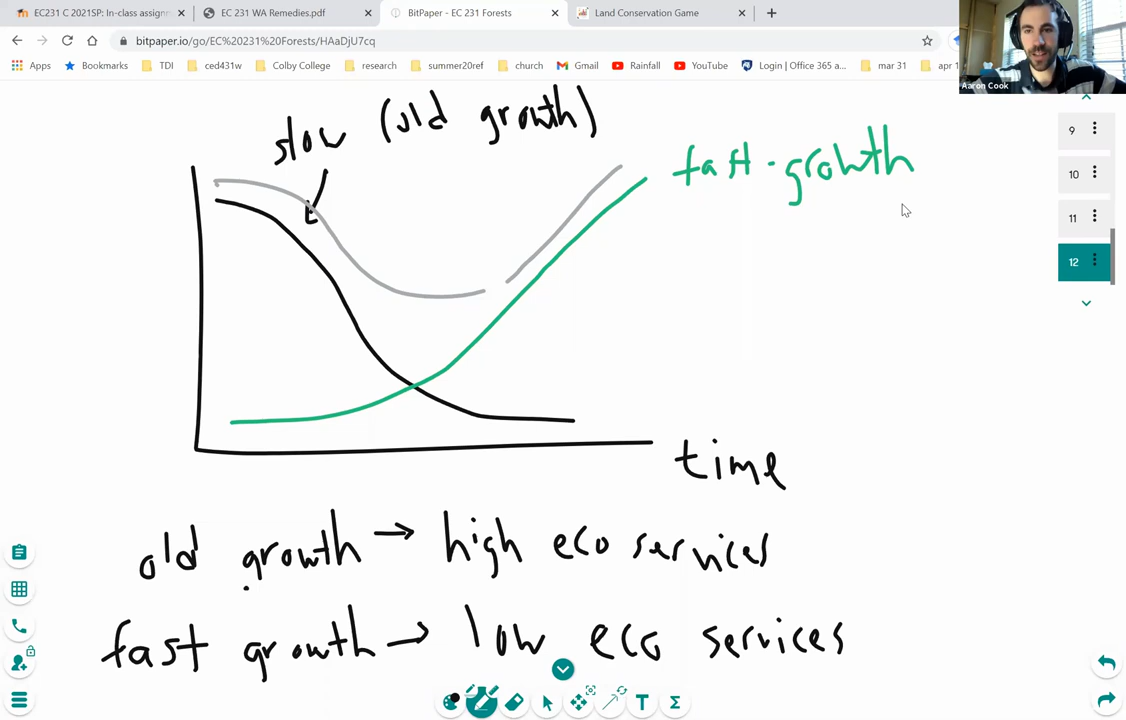 EC231 C 2021SP: In-class assignm
EC 231 WA Remedies.pdf
BitPaper - EC 231 Forests
Land Conservation Game
bitpaper.io/go/EC%20231%20Forests/HAaDjU7cq
Apps
Bookmarks
TDI
ced431w
Colby College
research
summer20ref
church
Gmail
Rainfall
YouTube
Login | Office 365 a...
mar 31
apr 1
Aaron Cook
slow (old growth)
fast-growth
9
10
11
12
time
old growth → high eco services
fast growth → low eco services
T
Σ